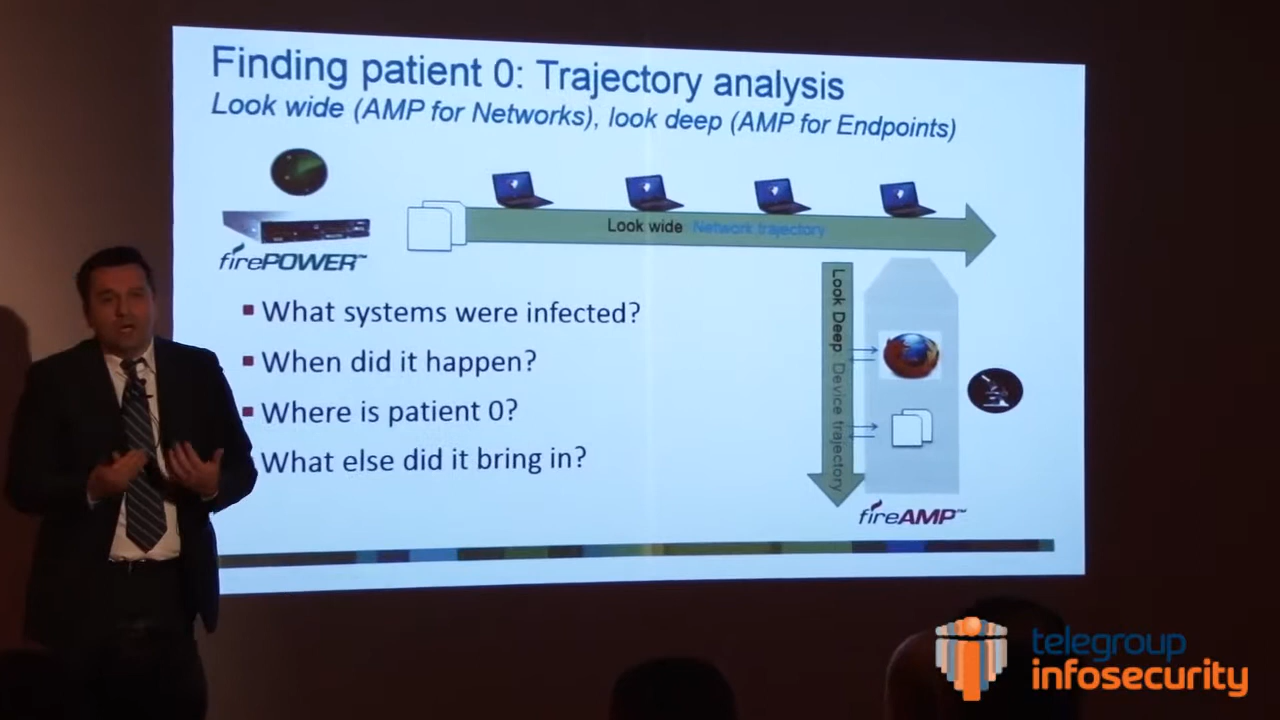 Finding patient 0: Trajectory analysis
Look wide (AMP for Networks), look deep (AMP for Endpoints)
Look wide Network trajectory
firePOWER™
What systems were infected?
When did it happen?
Where is patient 0?
What else did it bring in?
Look Deep Device trajectory
fireAMP™
telegroup
infosecurity